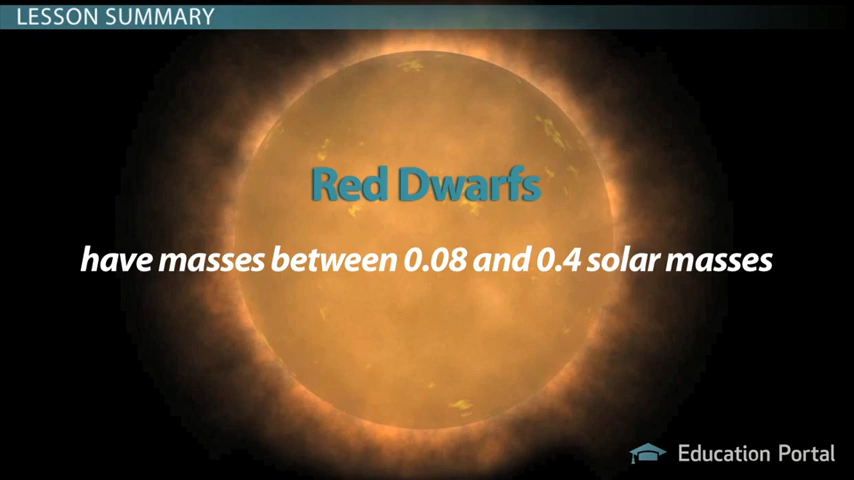 LESSON SUMMARY
Red Dwarfs
have masses between 0.08 and 0.4 solar masses
Education Portal